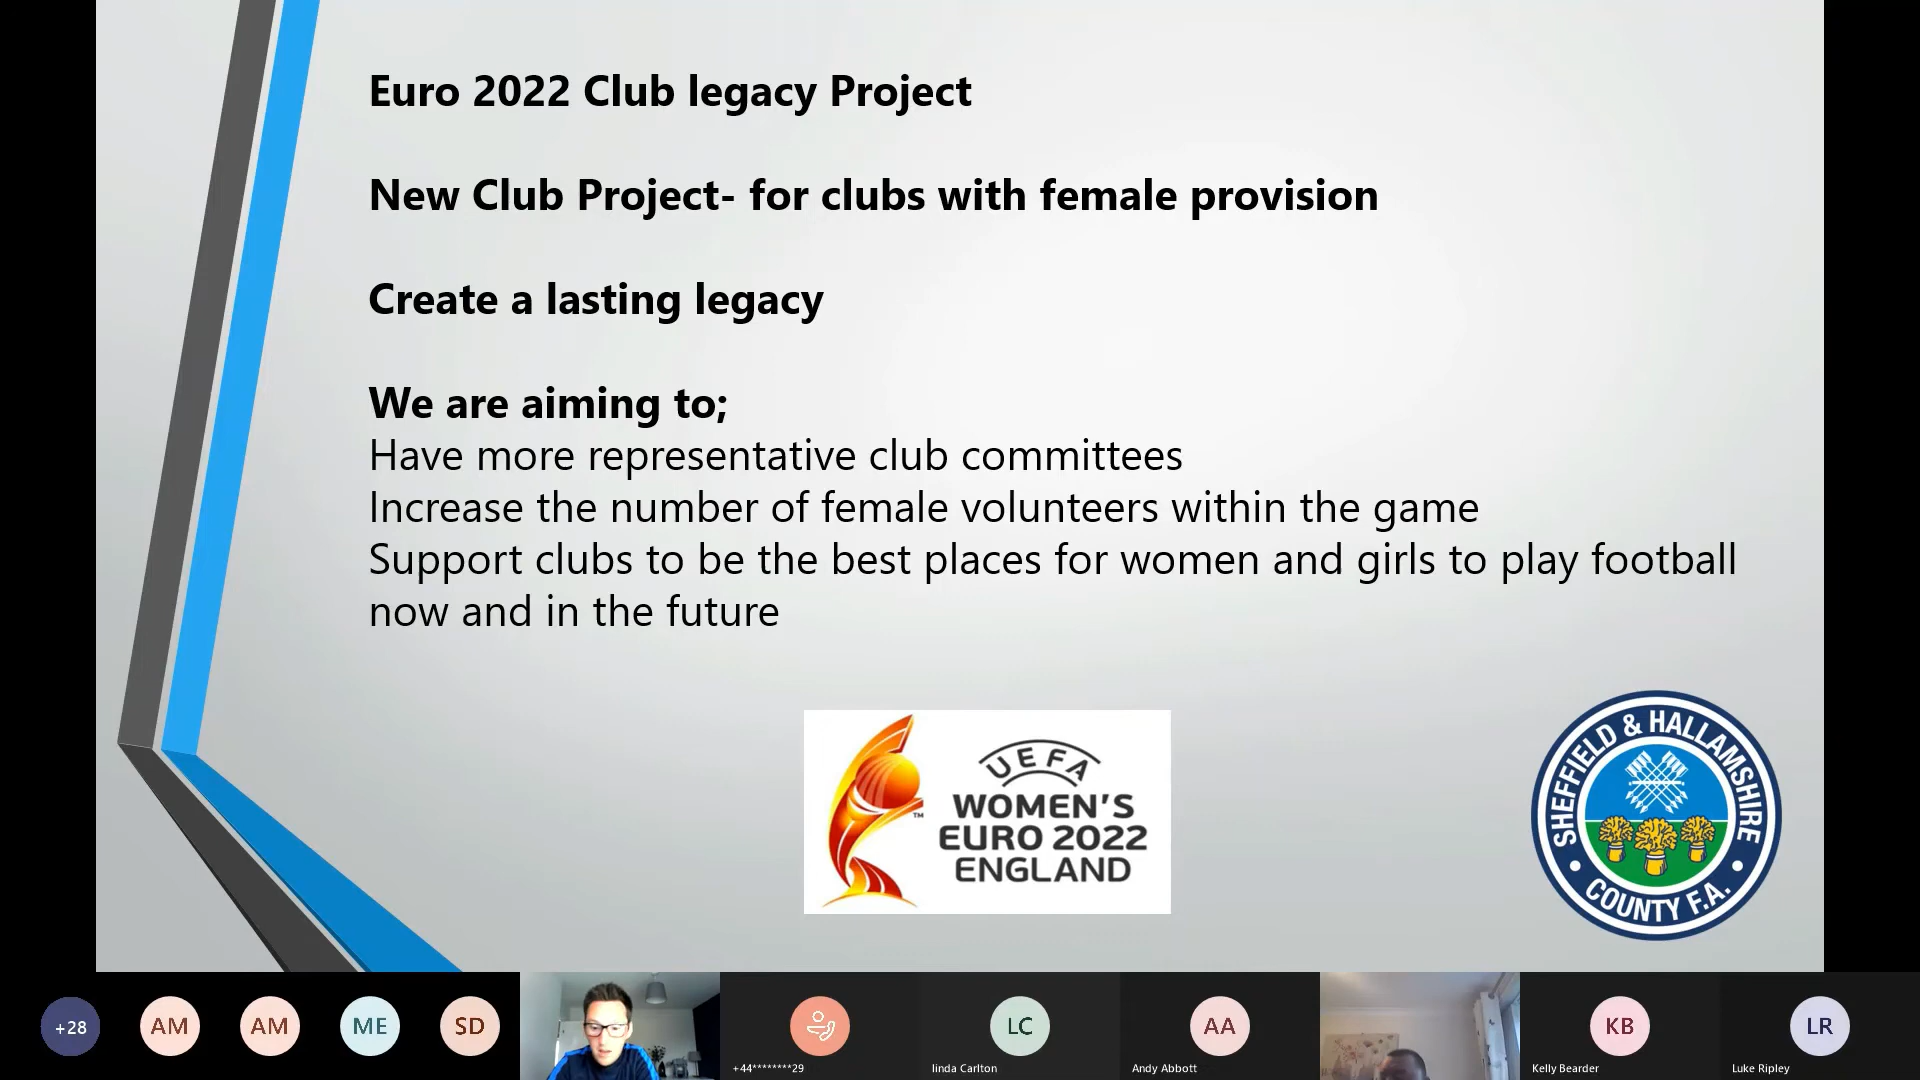 Euro 2022 Club legacy Project
New Club Project- for clubs with female provision
Create a lasting legacy
We are aiming to;
Have more representative club committees
Increase the number of female volunteers within the game
Support clubs to be the best places for women and girls to play football
now and in the future
UEFA
WOMEN'S
EURO 2022
ENGLAND
TM
SHEFFIELD & HALLAMSHIRE
COUNTY F.A.
+28
AM
AM
ME
SD
LC
AA
KB
LR
+44********29
linda Carlton
Andy Abbott
Kelly Bearder
Luke Ripley